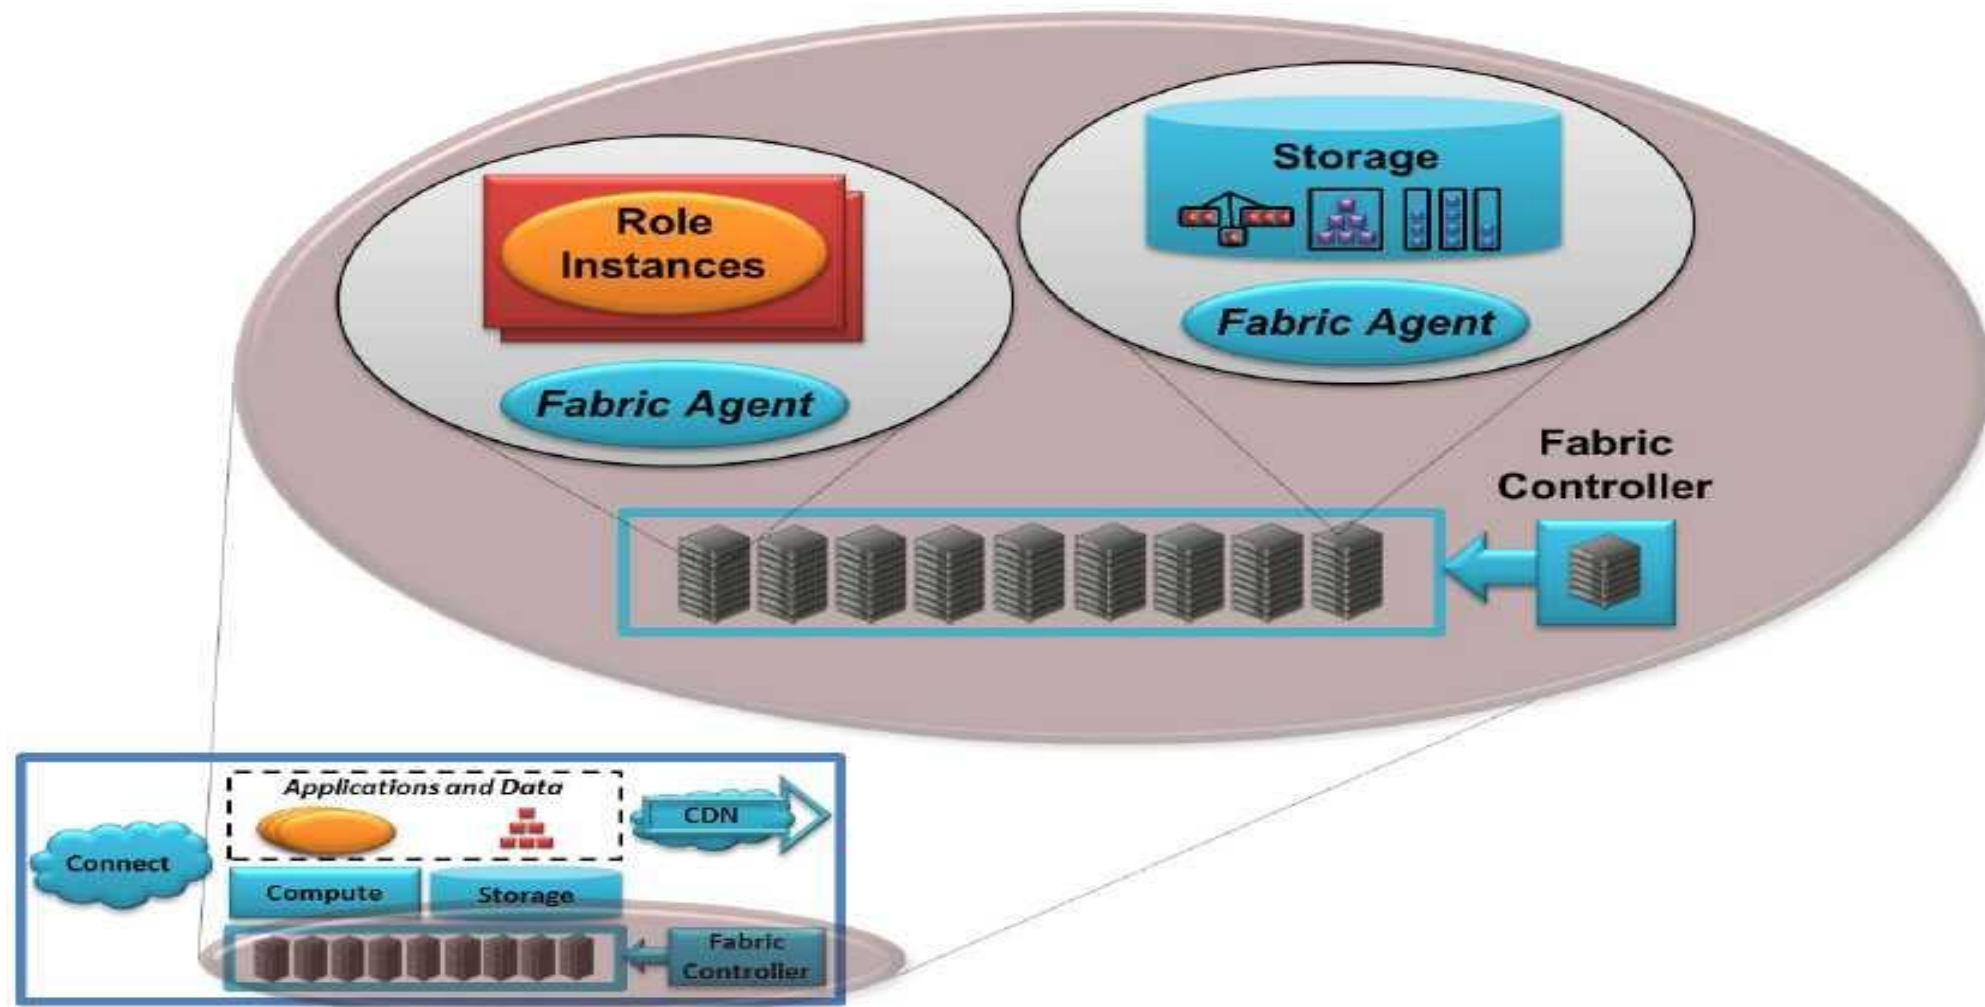 Storage
Role
Instances
Fabric Agent
Fabric Agent
Fabric
Controller
Applications and Data
CDN
Connect
Compute
Storage
Fabric
Controller